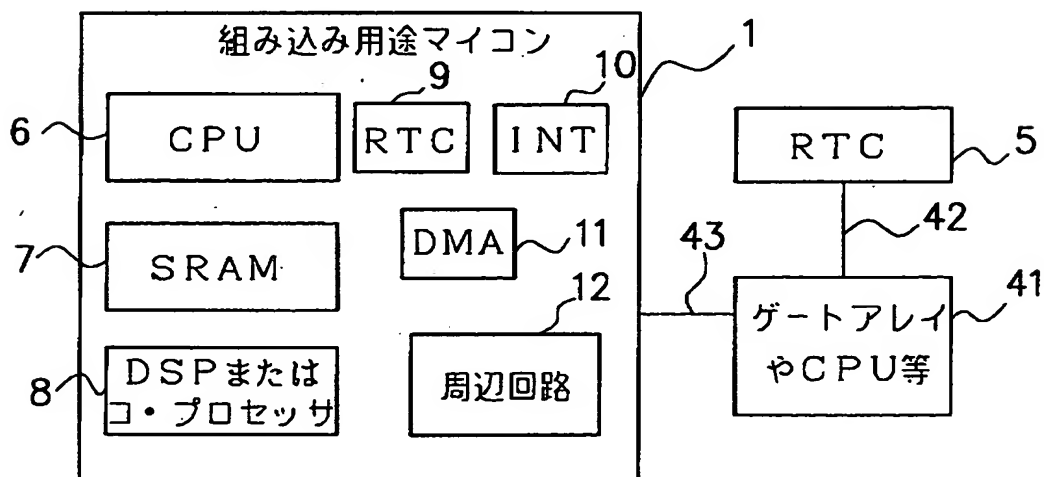 組み込み用途マイコン
1
9
10
6
CPU
RTC
INT
RTC
5
7
SRAM
DMA
11
43
42
12
8
DSPまたは
コ・プロセッサ
周辺回路
ゲートアレイ
やCPU等
41